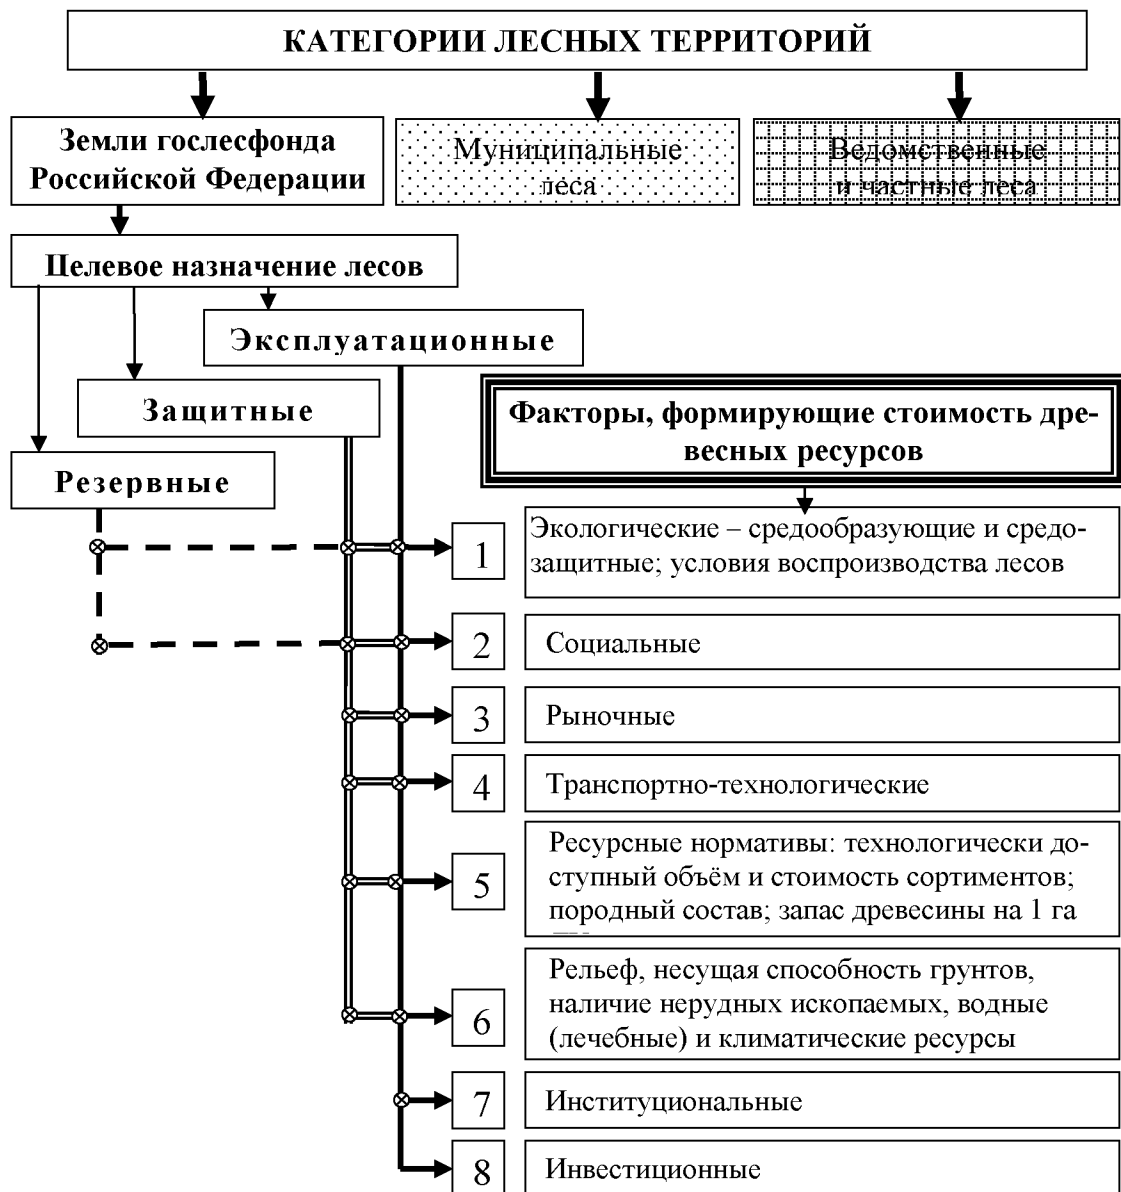 КАТЕГОРИИ ЛЕСНЫХ ТЕРРИТОРИЙ
Земли гослесфонда
Российской Федерации
Муниципальные
леса
Ведомственные
и частные леса
Целевое назначение лесов
Эксплуатационные
Защитные
Резервные
Факторы, формирующие стоимость дре-
весных ресурсов
1
Экологические – средообразующие и средо-
защитные; условия воспроизводства лесов
2
Социальные
3
Рыночные
4
Транспортно-технологические
5
Ресурсные нормативы: технологически до-
ступный объём и стоимость сортиментов;
породный состав; запас древесины на 1 га
6
Рельеф, несущая способность грунтов,
наличие нерудных ископаемых, водные
(лечебные) и климатические ресурсы
7
Институциональные
8
Инвестиционные